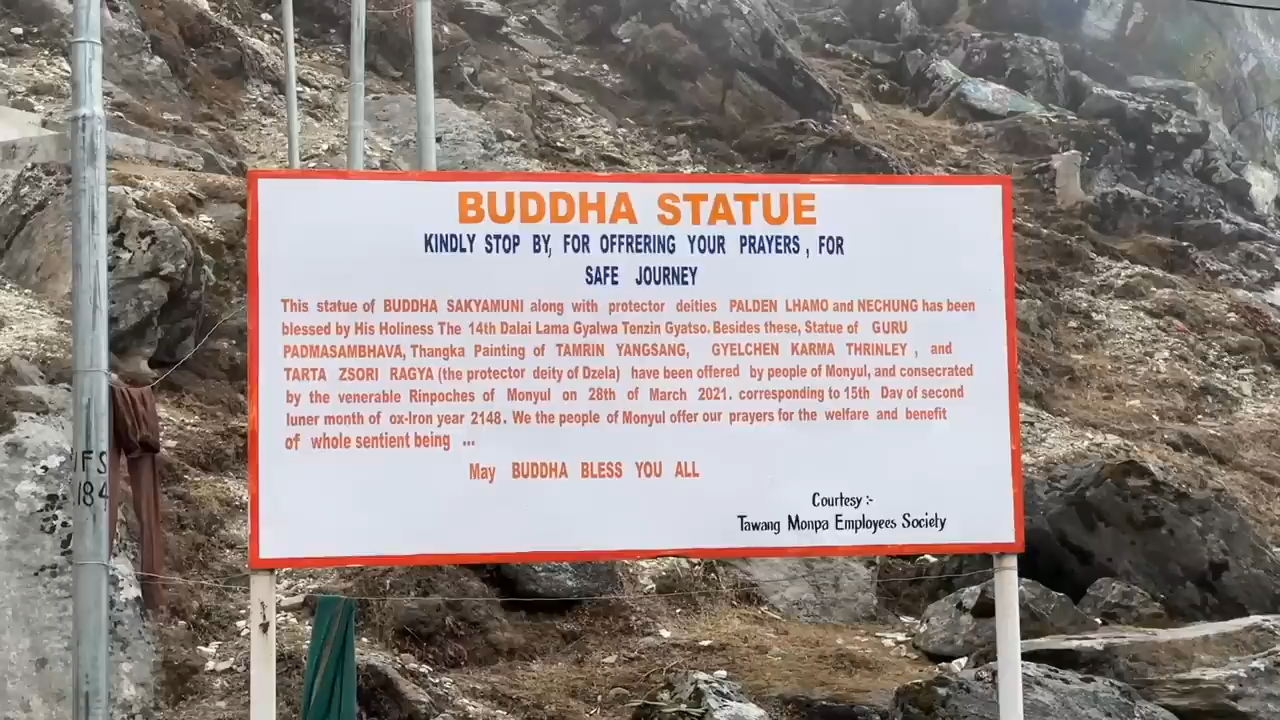 BUDDHA STATUE
KINDLY STOP BY, FOR OFFRERING YOUR PRAYERS , FOR
SAFE JOURNEY
This statue of BUDDHA SAKYAMUNI along with protector deities PALDEN LHAMO and NECHUNG has been
blessed by His Holiness The 14th Dalai Lama Gyalwa Tenzin Gyatso. Besides these, Statue of GURU
PADMASAMBHAVA, Thangka Painting of TAMRIN YANGSANG, GYELCHEN KARMA THRINLEY , and
TARTA ZSORI RAGYA (the protector deity of Dzela) have been offered by people of Monyul, and consecrated
by the venerable Rinpoches of Monyul on 28th of March 2021. corresponding to 15th Day of second
luner month of ox-Iron year 2148. We the people of Monyul offer our prayers for the welfare and benefit
of whole sentient being ...
May BUDDHA BLESS YOU ALL
Courtesy :-
Tawang Monpa Employees Society
184